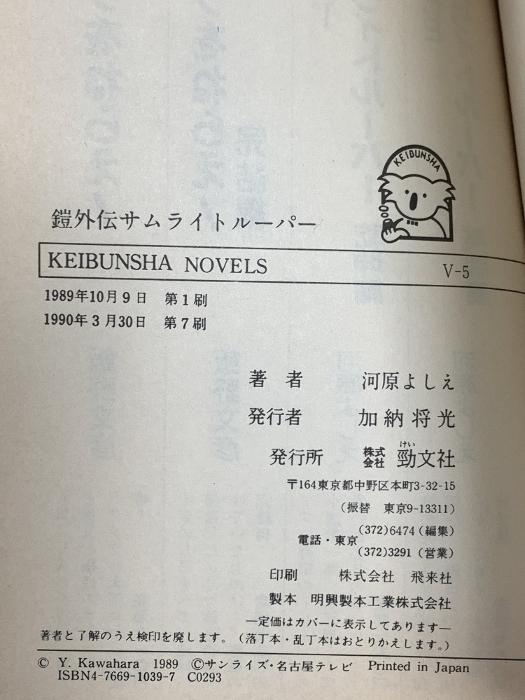 KEIBUNSHA
鎧外伝サムライトルーパー
KEIBUNSHA NOVELS V-5
1989年10月9日 第1刷
1990年3月30日 第7刷
著者 河原よしえ
発行者 加納将光
発行所 株式会社 勁文社
けい
〒164東京都中野区本町3-32-15
(振替 東京9-13311)
電話・東京 (372)6474(編集)
(372)3291(営業)
印刷 株式会社 飛来社
製本 明興製本工業株式会社
―定価はカバーに表示してあります―
著者と了解のうえ検印を廃します。(落丁本・乱丁本はおとりかえします。)
© Y. Kawahara 1989 ©サンライズ・名古屋テレビ Printed in Japan
ISBN4-7669-1039-7 C0293